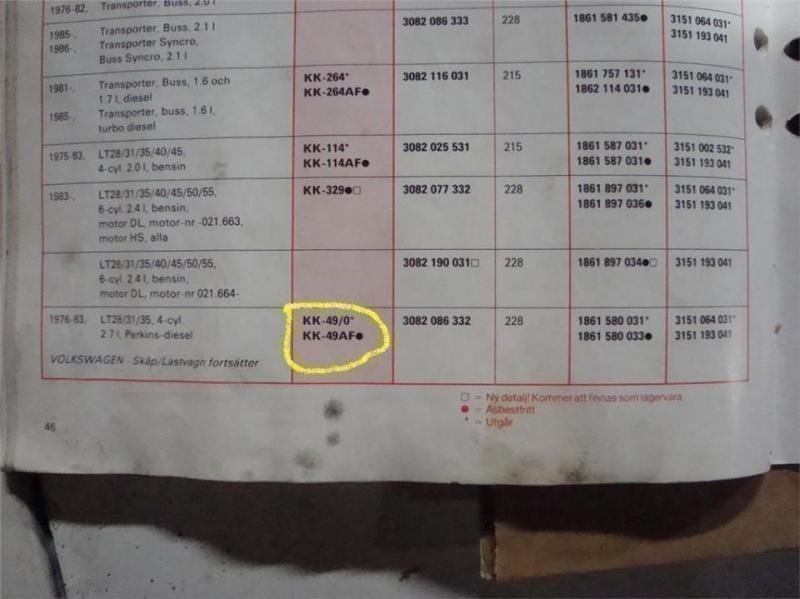 1976-82, Transporter, Buss, 2.0 l
1985-, Transporter, Buss, 2.1 l 3082 086 333 228 1861 581 435● 3151 064 031*
1986-, Transporter Syncro, 3151 193 041
Buss Syncro, 2.1 l
1981-, Transporter, Buss, 1.6 och KK-264* 3082 116 031 215 1861 757 131* 3151 064 031*
1.7 l, diesel KK-264AF● 1862 114 031● 3151 193 041
1985-, Transporter, buss, 1.6 l,
turbo diesel
1975-83, LT28/31/35/40/45, KK-114* 3082 025 531 215 1861 587 031* 3151 002 532*
4-cyl. 2.0 l, bensin KK-114AF● 1861 587 031● 3151 193 041
1983-, LT28/31/35/40/45/50/55, KK-329●□ 3082 077 332 228 1861 897 031* 3151 064 031*
6-cyl. 2.4 l, bensin, 1861 897 036● 3151 193 041
motor DL, motor-nr -021.663,
motor HS, alla
LT28/31/35/40/45/50/55, 3082 190 031□ 228 1861 897 034●□ 3151 193 041
6-cyl. 2.4 l, bensin,
motor DL, motor-nr 021.664-
1976-83, LT28/31/35, 4-cyl. KK-49/0* 3082 086 332 228 1861 580 031* 3151 064 031*
2.7 l, Perkins-diesel KK-49AF● 1861 580 033● 3151 193 041
VOLKSWAGEN - Skåp/Lastvagn fortsätter
□ = Ny detalj! Kommer att finnas som lagervara
● = Asbestfritt
* = Utgår
46